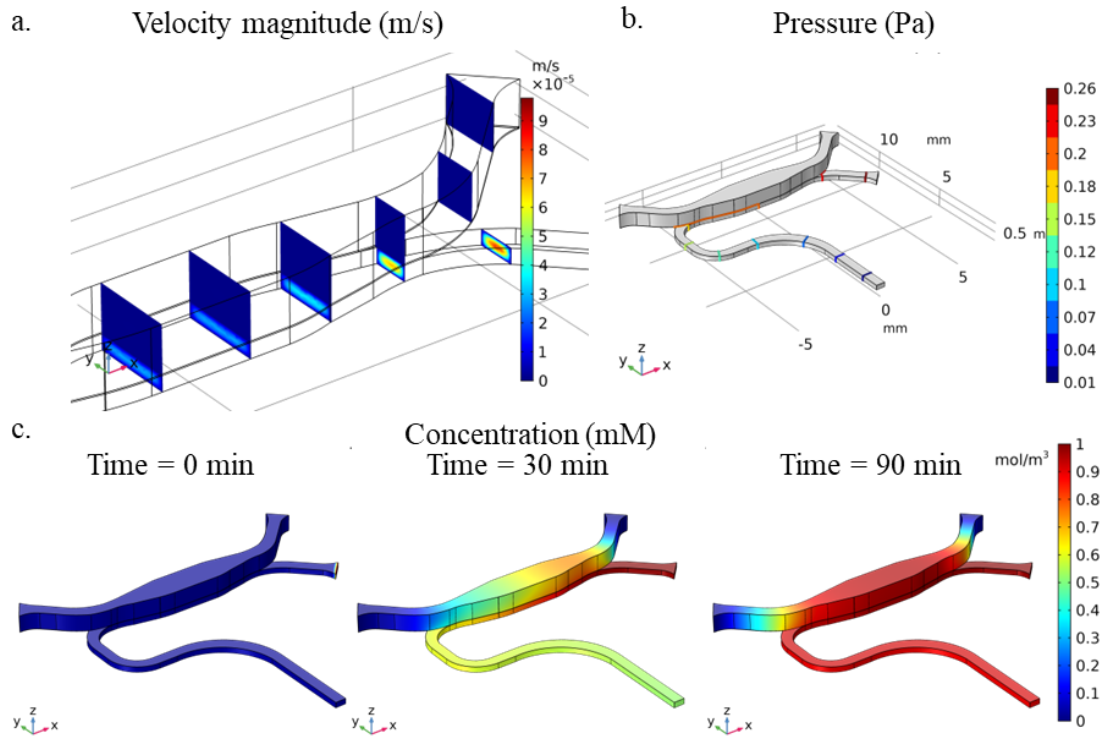 a. Velocity magnitude (m/s)
m/s
×10⁻⁵
9
8
7
6
5
4
3
2
1
0
y z x
b. Pressure (Pa)
0.26
0.23
0.2
0.18
0.15
0.13
0.1
0.07
0.04
0.01
10 mm
5
0.5 m
5
0
mm
-5
y z x
c. Concentration (mM)
Time = 0 min Time = 30 min Time = 90 min
mol/m³
1
0.9
0.8
0.7
0.6
0.5
0.4
0.3
0.2
0.1
0
y z x
y z x
y z x